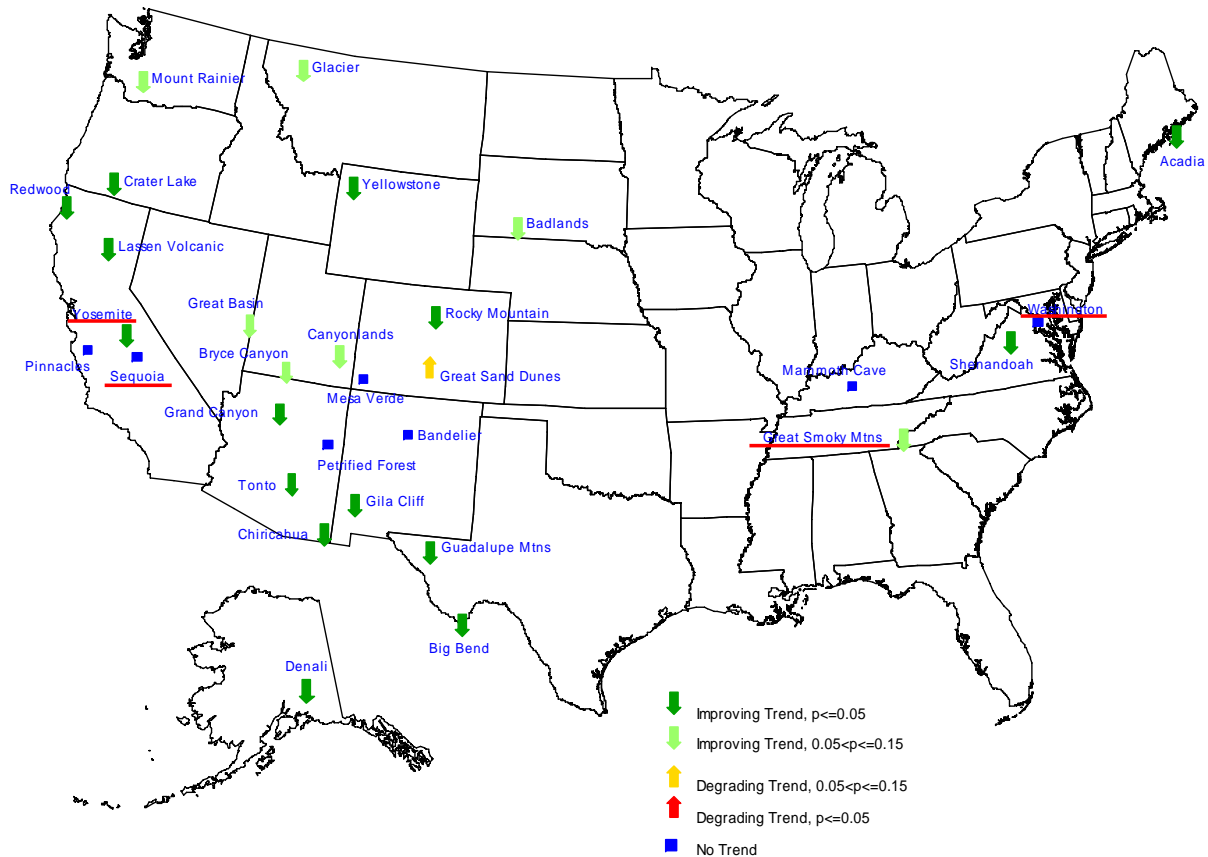 Glacier
Mount Rainier
Acadia
Crater Lake
Yellowstone
Redwood
Badlands
Lassen Volcanic
Great Basin
Yosemite
Rocky Mountain
Washington
Canyonlands
Bryce Canyon
Pinnacles
Sequoia
Great Sand Dunes
Mammoth Cave
Shenandoah
Mesa Verde
Grand Canyon
Bandelier
Great Smoky Mtns
Petrified Forest
Tonto
Gila Cliff
Chiricahua
Guadalupe Mtns
Big Bend
Denali
Improving Trend, p<=0.05
Improving Trend, 0.05<p<=0.15
Degrading Trend, 0.05<p<=0.15
Degrading Trend, p<=0.05
No Trend